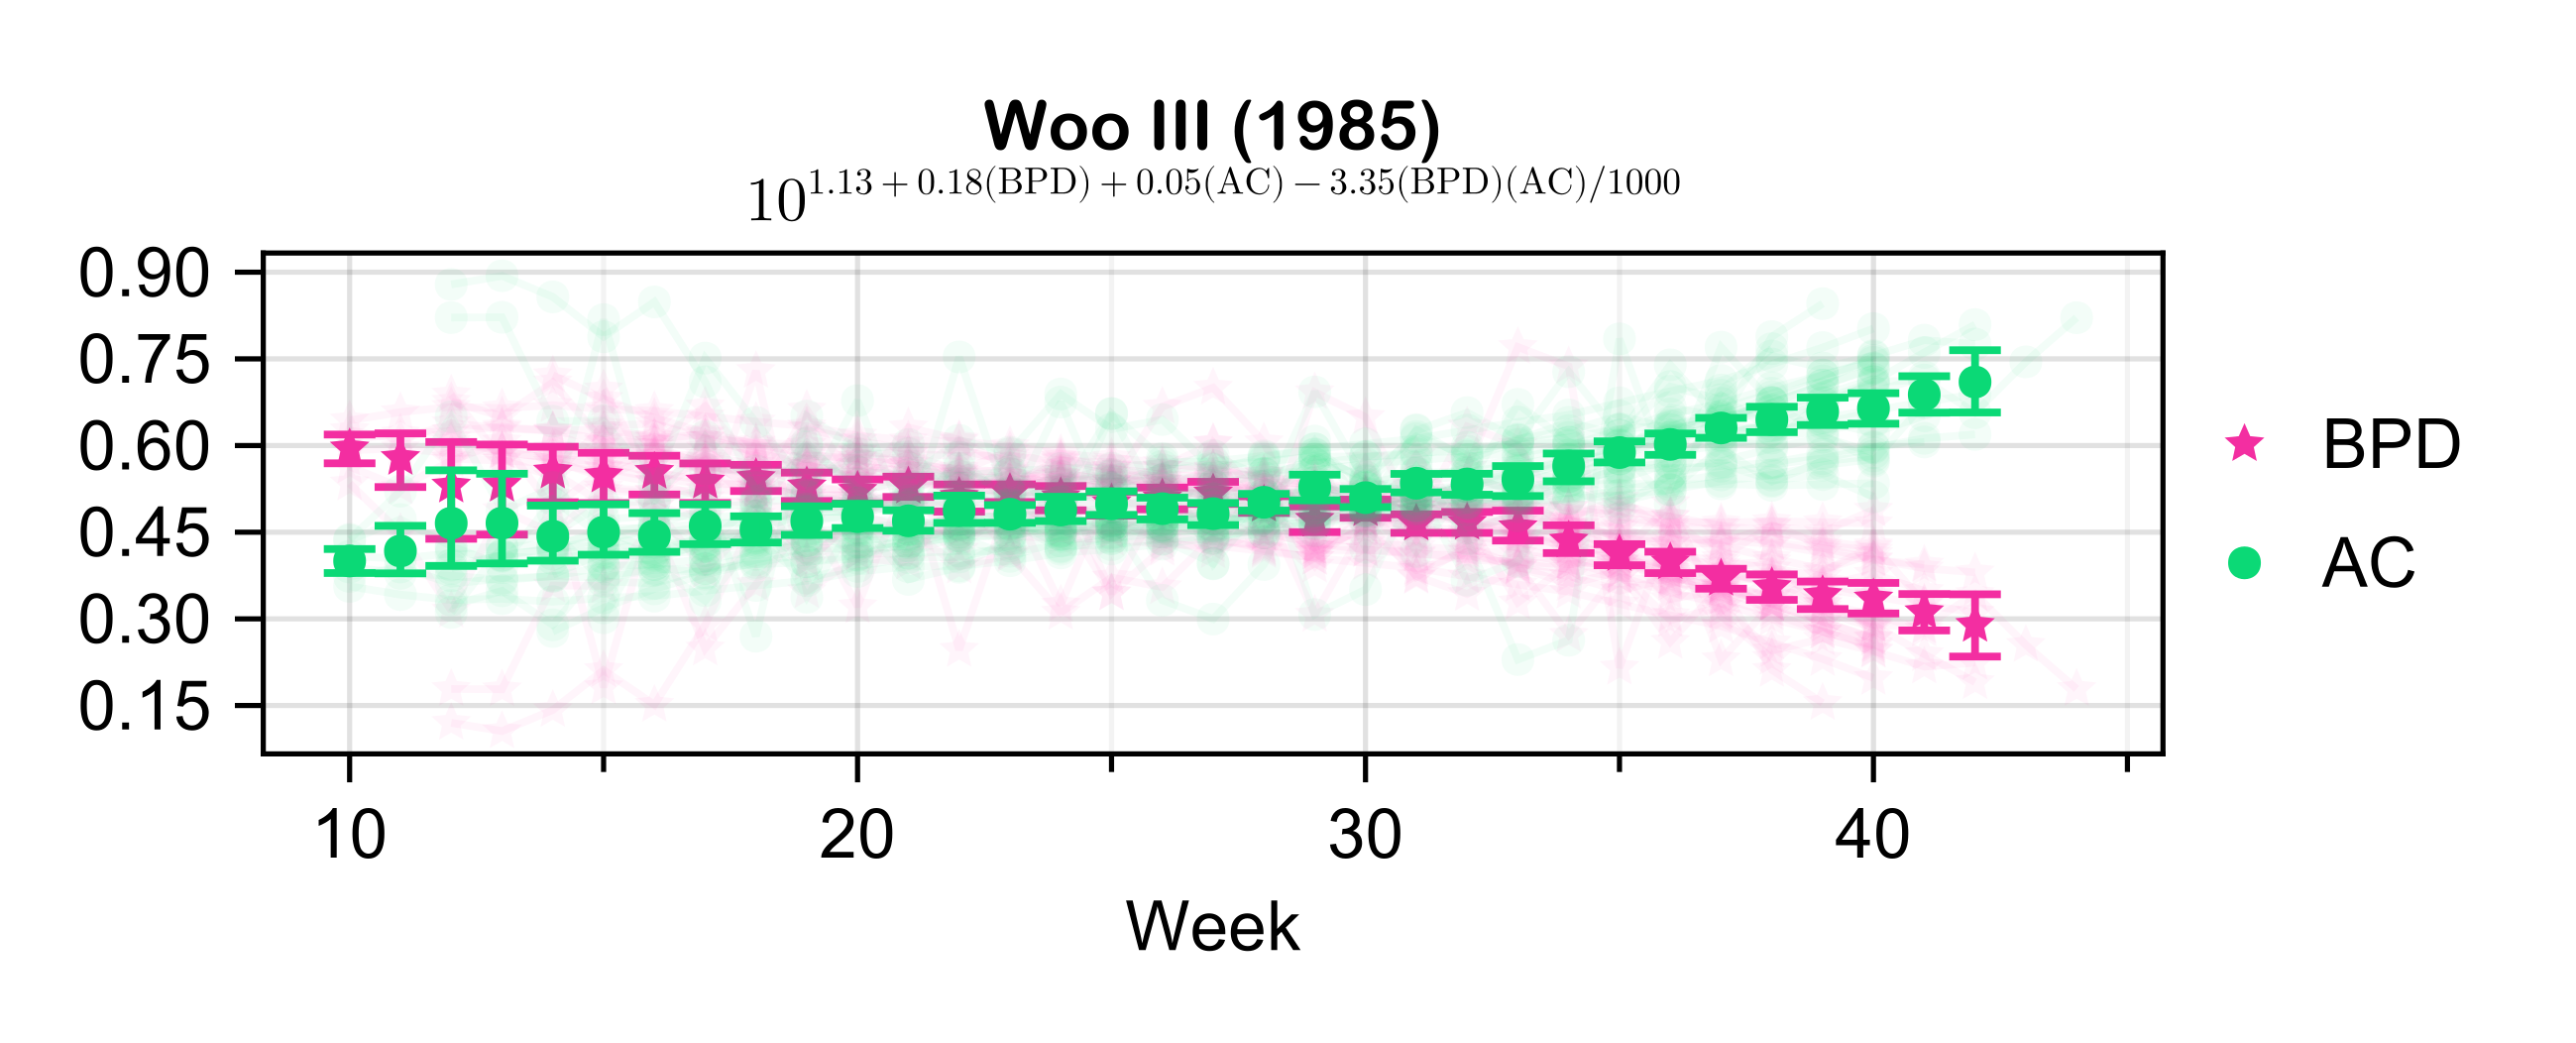 Woo III (1985)
10^{1.13 + 0.18(BPD) + 0.05(AC) − 3.35(BPD)(AC)/1000}
0.90
0.75
0.60
0.45
0.30
0.15
BPD
AC
10 20 30 40
Week